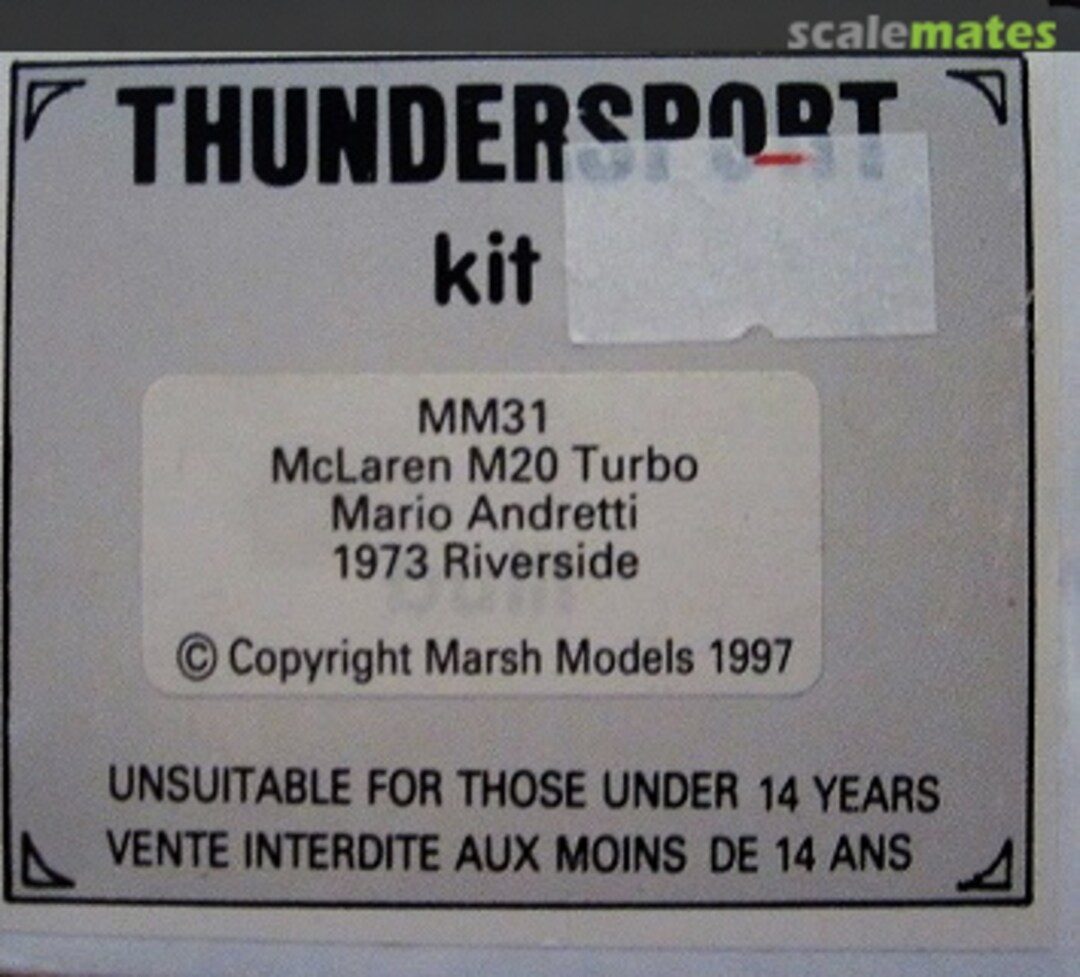 scalemates
THUNDERSPORT
kit
MM31
McLaren M20 Turbo
Mario Andretti
1973 Riverside
© Copyright Marsh Models 1997
UNSUITABLE FOR THOSE UNDER 14 YEARS
VENTE INTERDITE AUX MOINS DE 14 ANS